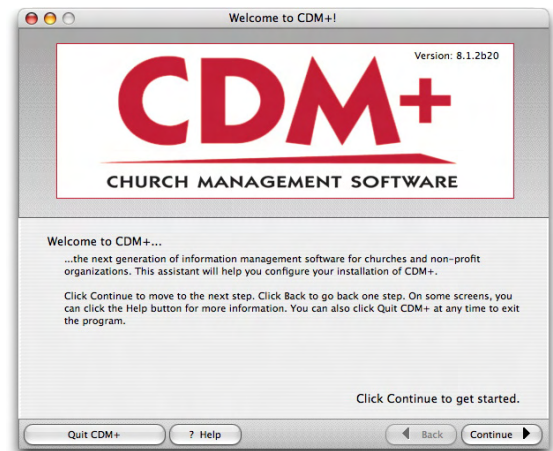 Welcome to CDM+!
Version: 8.1.2b20
CDM+
CHURCH MANAGEMENT SOFTWARE
Welcome to CDM+...
...the next generation of information management software for churches and non-profit
organizations. This assistant will help you configure your installation of CDM+.
Click Continue to move to the next step. Click Back to go back one step. On some screens, you
can click the Help button for more information. You can also click Quit CDM+ at any time to exit
the program.
Click Continue to get started.
Quit CDM+ ? Help Back Continue